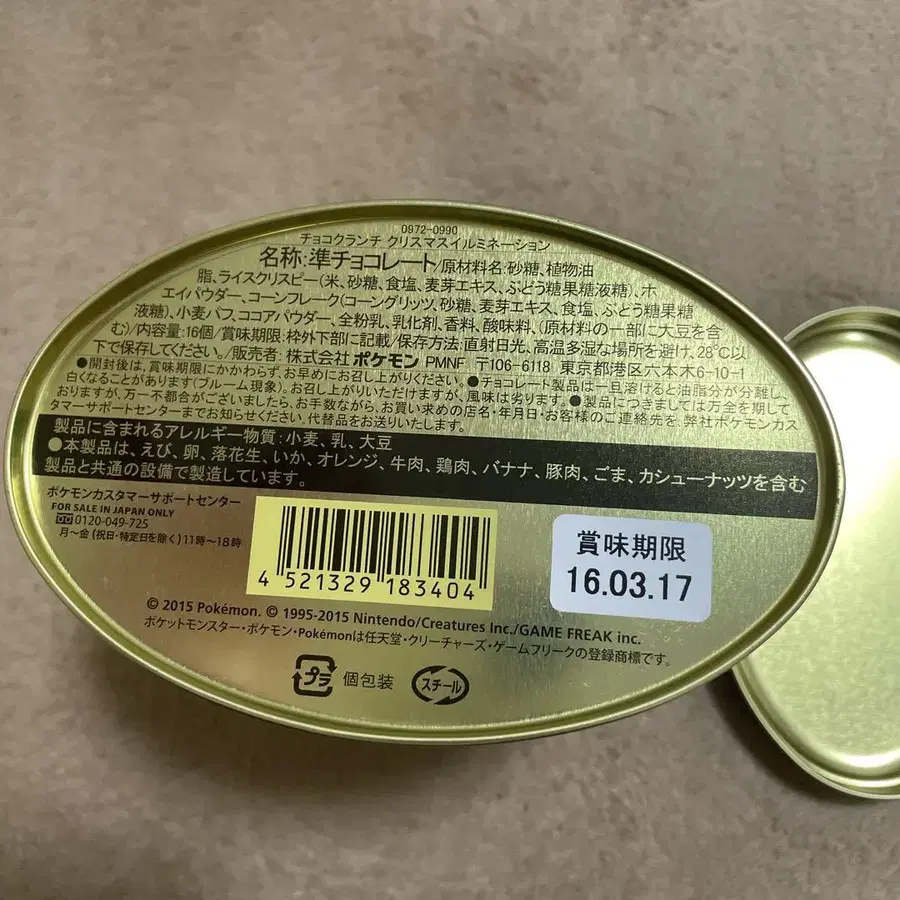 0972-0990
チョコクランチ クリスマスイルミネーション
名称:準チョコレート/原材料名:砂糖、植物油
脂、ライスクリスピー(米、砂糖、食塩、麦芽エキス、ぶどう糖果糖液糖)、ホ
エイパウダー、コーンフレーク(コーングリッツ、砂糖、麦芽エキス、食塩、ぶどう糖果糖
液糖)、小麦パフ、ココアパウダー、全粉乳、乳化剤、香料、酸味料、(原材料の一部に大豆を含
む)/内容量:16個/賞味期限:枠外下部に記載/保存方法:直射日光、高温多湿な場所を避け、28℃以
下で保存してください。/販売者:株式会社ポケモン PMNF 〒106-6118 東京都港区六本木6-10-1
●開封後は、賞味期限にかかわらず、お早めにお召し上がりください。●チョコレート製品は一旦溶けると油脂分が分離し、
白くなることがあります(ブルーム現象)。お召し上がりいただけますが、風味は劣ります。●製品につきましては万全を期して
おりますが、万一不都合がございましたら、お手数ながら、お買い求めの店名・年月日・お客様のご連絡先を、弊社ポケモンカス
タマーサポートセンターまでお知らせください。代替品をお送りいたします。
製品に含まれるアレルギー物質:小麦、乳、大豆
●本製品は、えび、卵、落花生、いか、オレンジ、牛肉、鶏肉、バナナ、豚肉、ごま、カシューナッツを含む
製品と共通の設備で製造しています。
ポケモンカスタマーサポートセンター
FOR SALE IN JAPAN ONLY
0120-049-725
月〜金(祝日・特定日を除く)11時〜18時
4 521329 183404
賞味期限
16.03.17
© 2015 Pokémon. © 1995-2015 Nintendo/Creatures Inc./GAME FREAK inc.
ポケットモンスター・ポケモン・Pokémonは任天堂・クリーチャーズ・ゲームフリークの登録商標です。
プラ 個包装 スチール